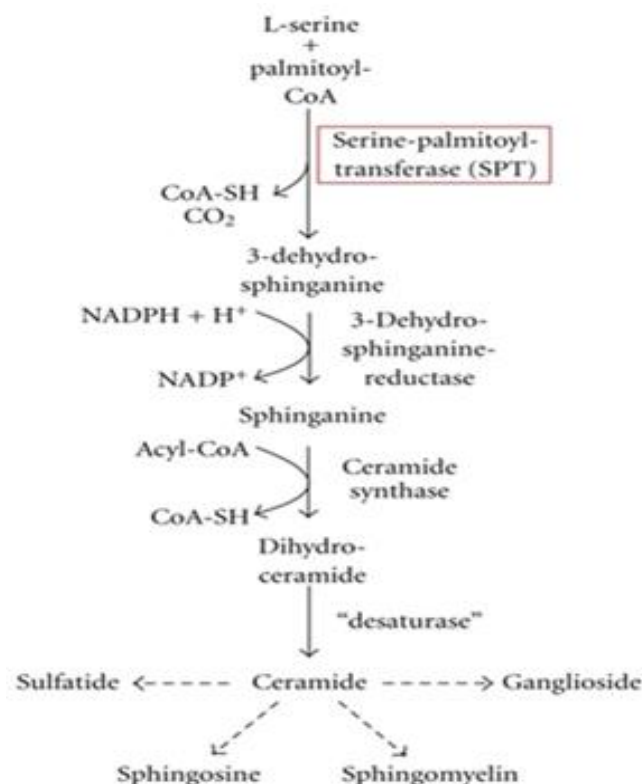 L-serine
+
palmitoyl-
CoA
Serine-palmitoyl-
transferase (SPT)
CoA-SH
CO₂
3-dehydro-
sphinganine
NADPH + H⁺
3-Dehydro-
sphinganine-
reductase
NADP⁺
Sphinganine
Acyl-CoA
Ceramide
synthase
CoA-SH
Dihydro-
ceramide
“desaturase”
Sulfatide
Ceramide
Ganglioside
Sphingosine
Sphingomyelin